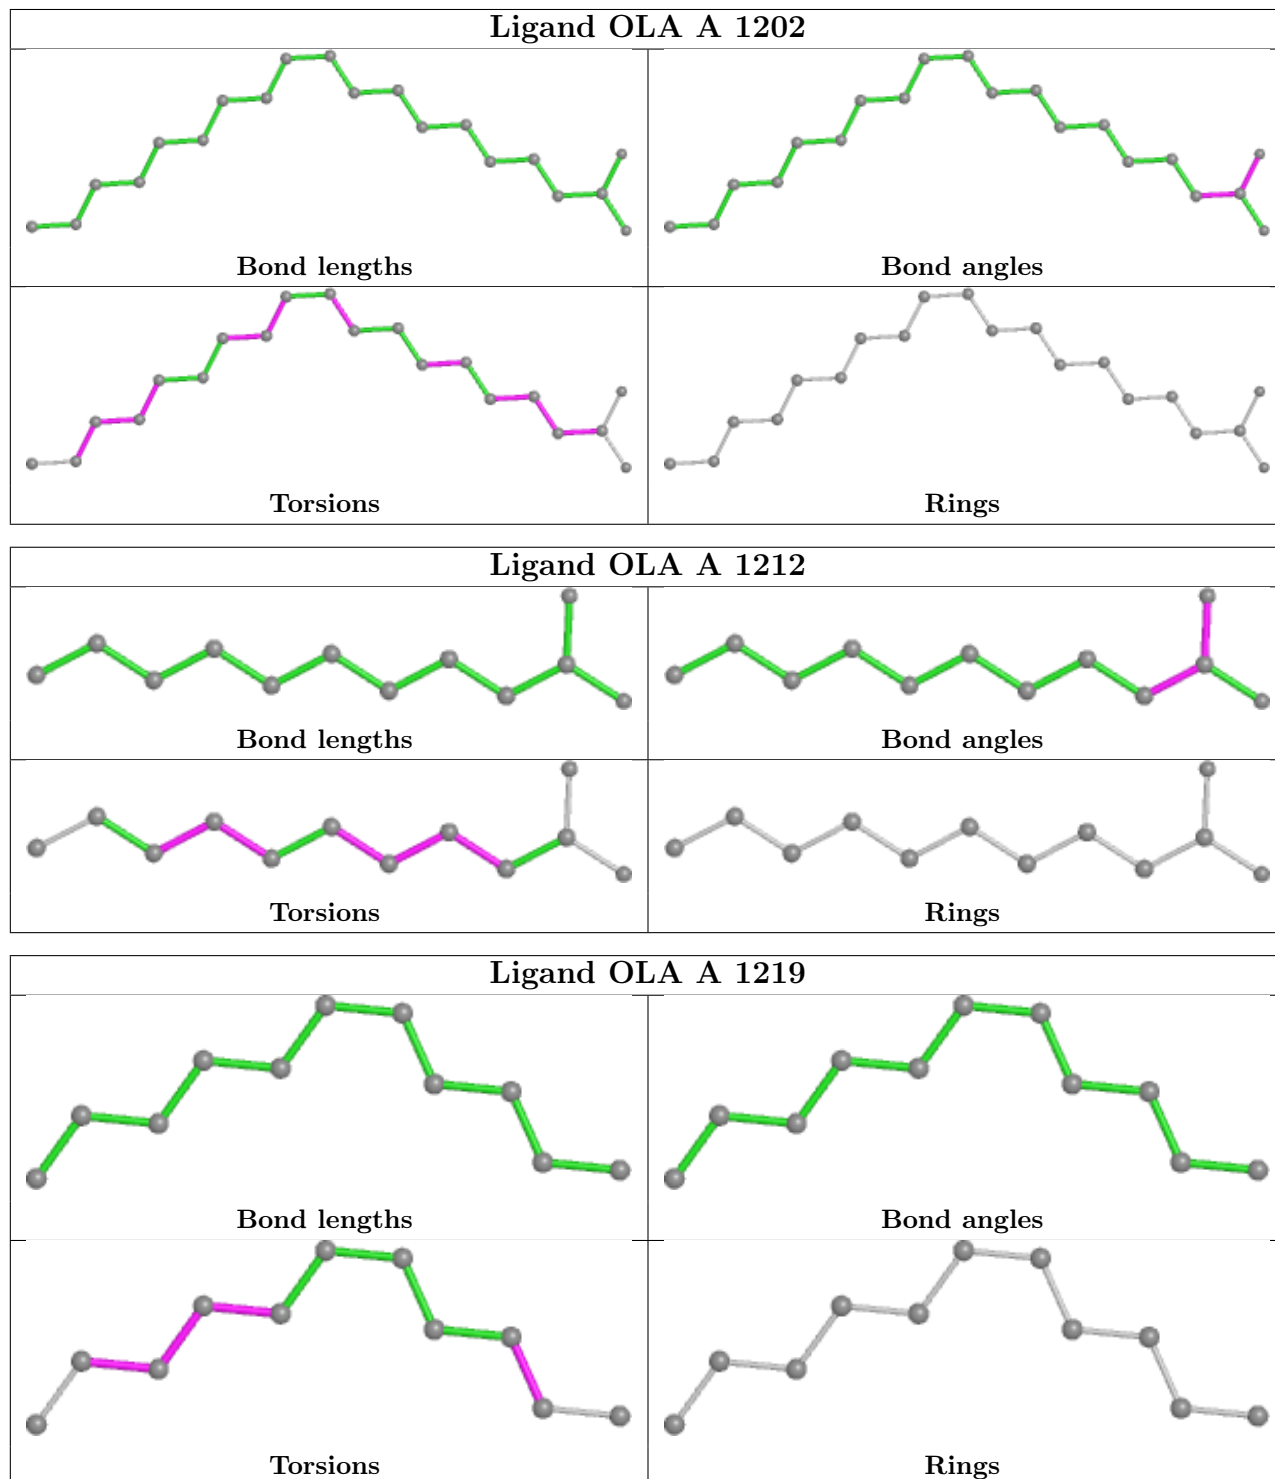 Ligand OLA A 1202
Bond lengths
Bond angles
Torsions
Rings
Ligand OLA A 1212
Bond lengths
Bond angles
Torsions
Rings
Ligand OLA A 1219
Bond lengths
Bond angles
Torsions
Rings